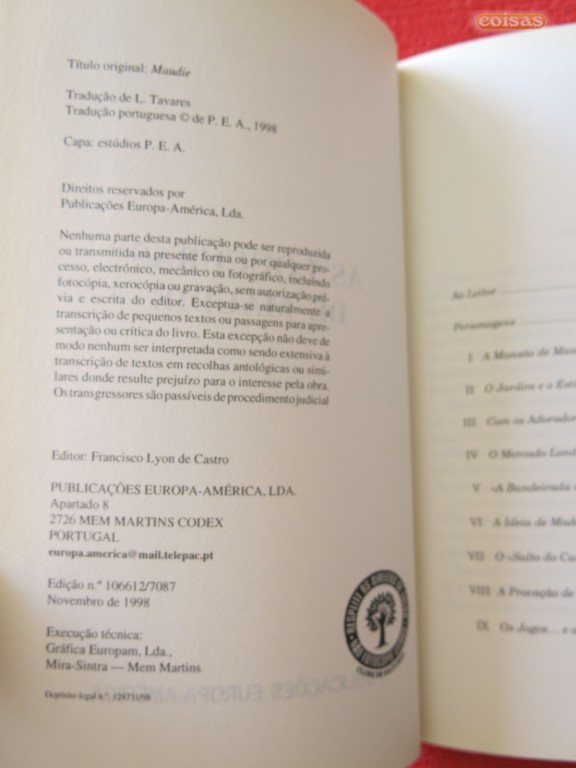 coisas
Título original: Maudie
Tradução de L. Tavares
Tradução portuguesa © de P. E. A., 1998
Capa: estúdios P. E. A.
Direitos reservados por
Publicações Europa-América, Lda.
Nenhuma parte desta publicação pode ser reproduzida
ou transmitida na presente forma ou por qualquer pro-
cesso, electrónico, mecânico ou fotográfico, incluindo
fotocópia, xerocópia ou gravação, sem autorização pré-
via e escrita do editor. Exceptua-se naturalmente a
transcrição de pequenos textos ou passagens para apre-
sentação ou crítica do livro. Esta excepção não deve de
modo nenhum ser interpretada como sendo extensiva à
transcrição de textos em recolhas antológicas ou simi-
lares donde resulte prejuízo para o interesse pela obra.
Os transgressores são passíveis de procedimento judicial
Editor: Francisco Lyon de Castro
PUBLICAÇÕES EUROPA-AMÉRICA, LDA.
Apartado 8
2726 MEM MARTINS CODEX
PORTUGAL
europa.america@mail.telepac.pt
Edição n.º 106612/7087
Novembro de 1998
Execução técnica:
Gráfica Europam, Lda.,
Mira-Sintra — Mem Martins
Depósito legal n.º
Ao Leitor
Personagens
I A Mansão de
II O Jardim e o
III Com os
IV O Mercado
V «A Bandeirada
VI A Ideia de
VII O «Salto do
VIII A Provação de
IX Os Jogos... e